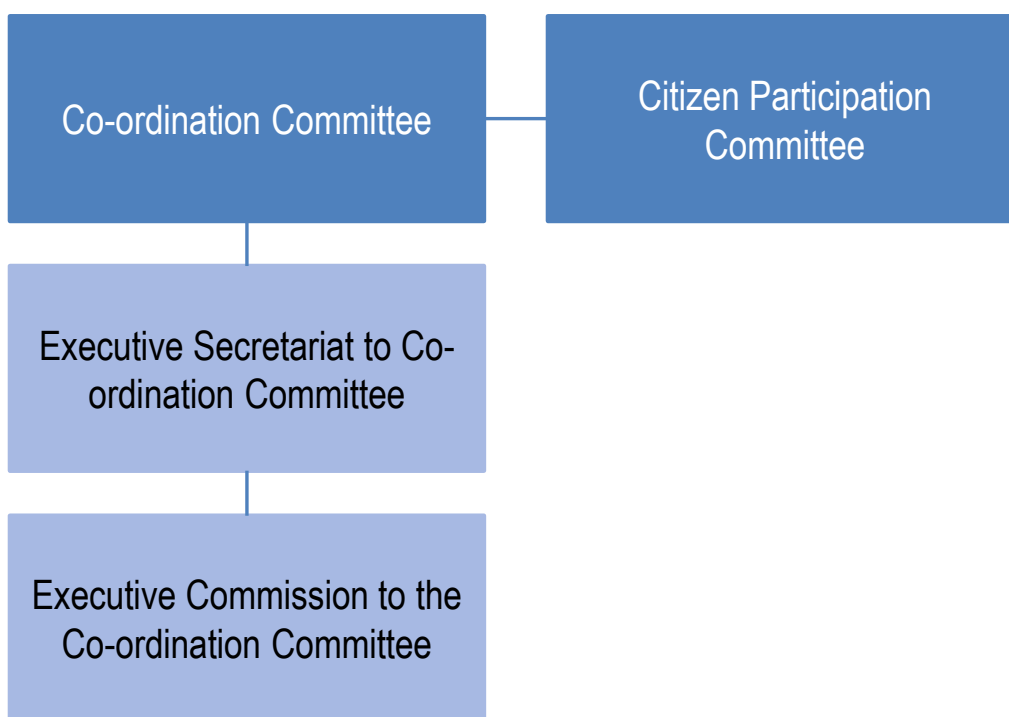 Co-ordination Committee
Citizen Participation
Committee
Executive Secretariat to Co-
ordination Committee
Executive Commission to the
Co-ordination Committee